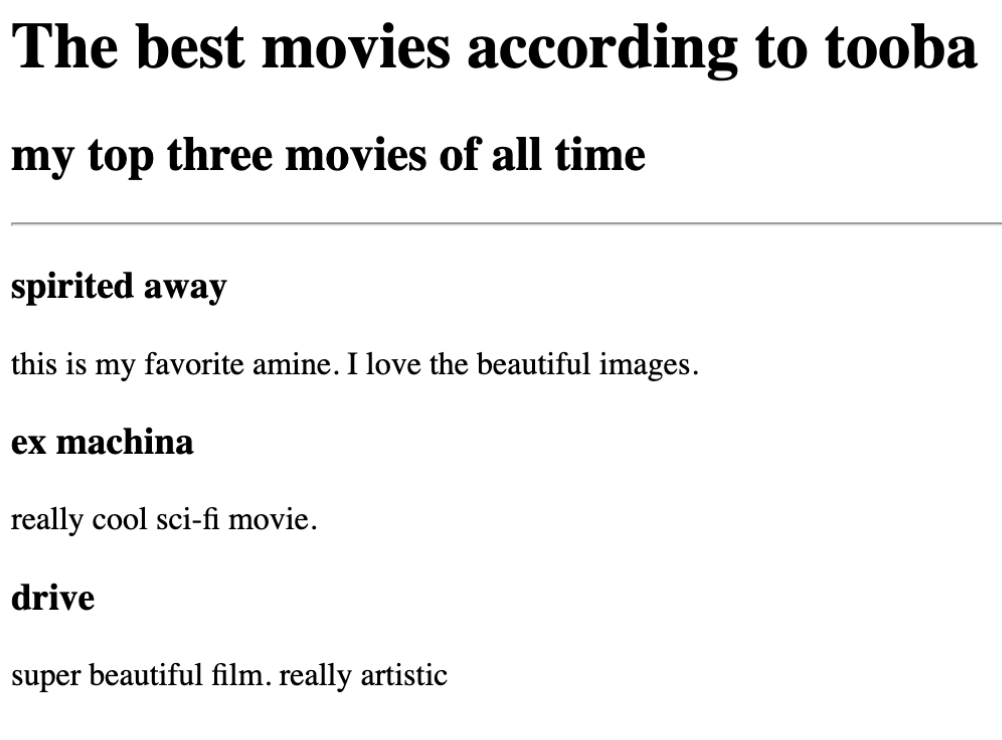 The best movies according to tooba
my top three movies of all time
spirited away
this is my favorite amine. I love the beautiful images.
ex machina
really cool sci-fi movie.
drive
super beautiful film. really artistic